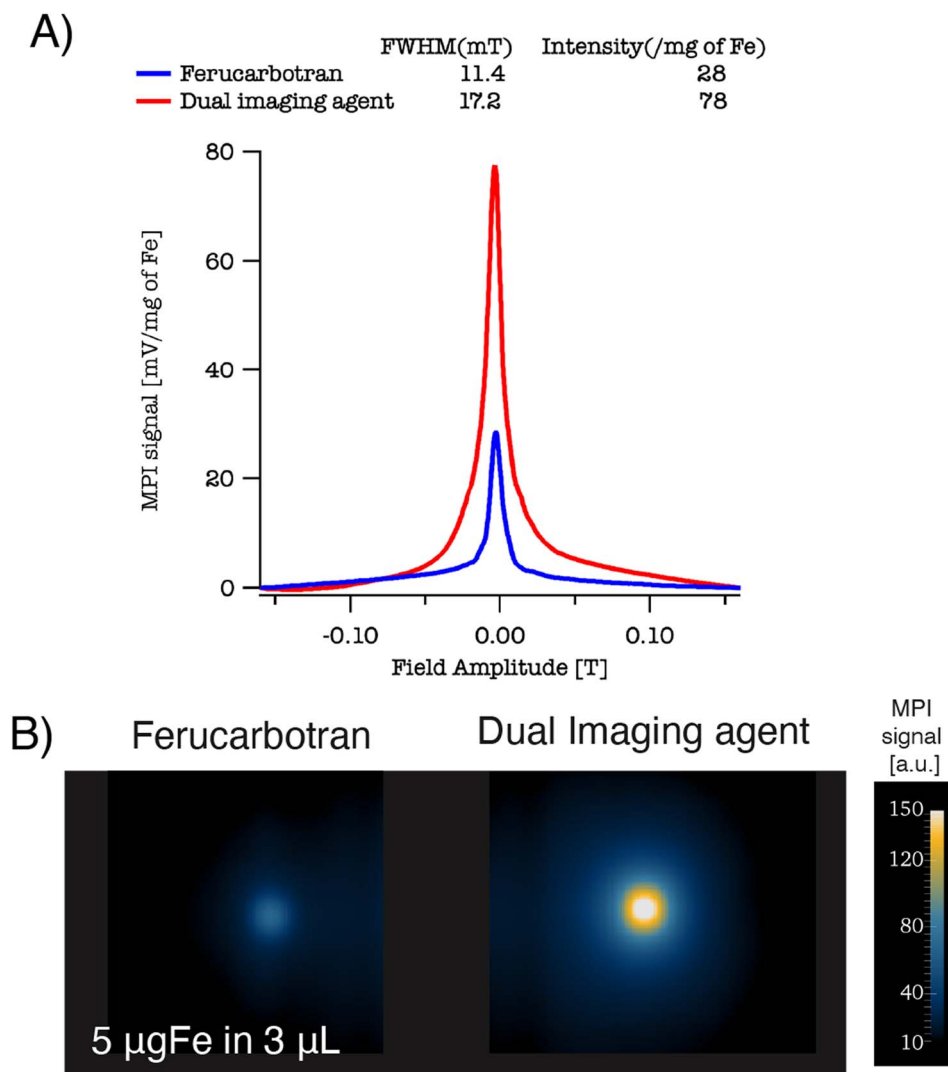 A)
FWHM(mT) Intensity(/mg of Fe)
Ferucarbotran 11.4 28
Dual imaging agent 17.2 78
80
60
40
20
0
MPI signal [mV/mg of Fe]
-0.10 0.00 0.10
Field Amplitude [T]
B)
Ferucarbotran Dual Imaging agent
MPI
signal
[a.u.]
150
120
80
40
10
5 µgFe in 3 µL